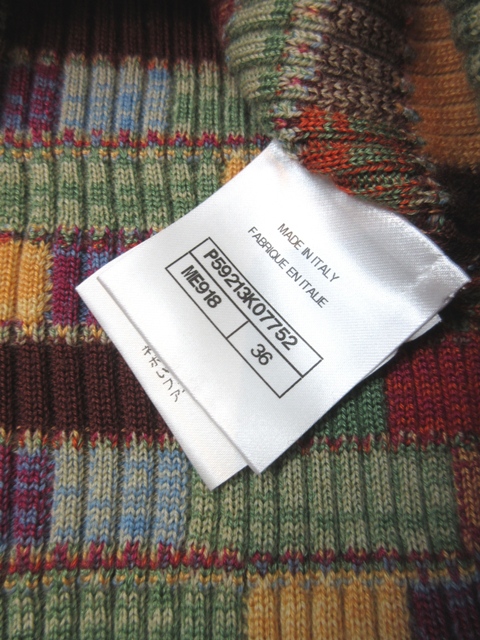 MADE IN ITALY
FABRIQUE EN ITALIE
P59213K07752
ME918
36